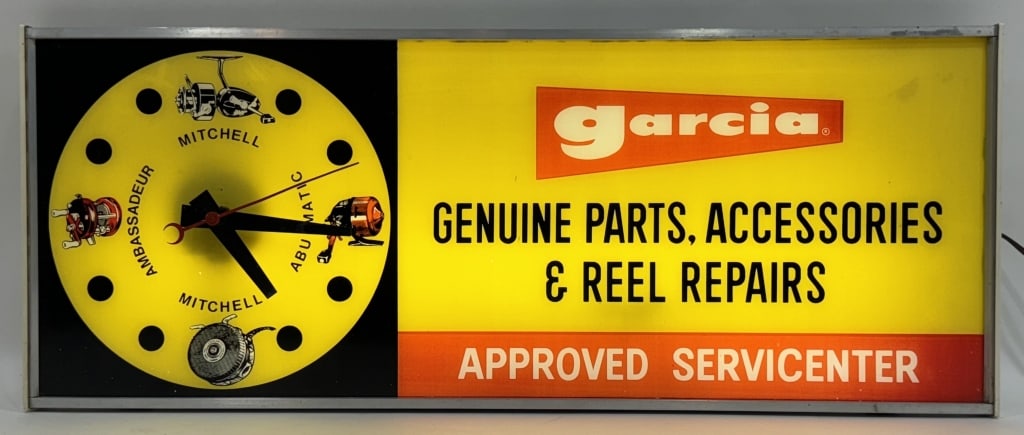 MITCHELL
AMBASSADEUR
ABU MATIC
MITCHELL
garcia®
GENUINE PARTS, ACCESSORIES
& REEL REPAIRS
APPROVED SERVICENTER